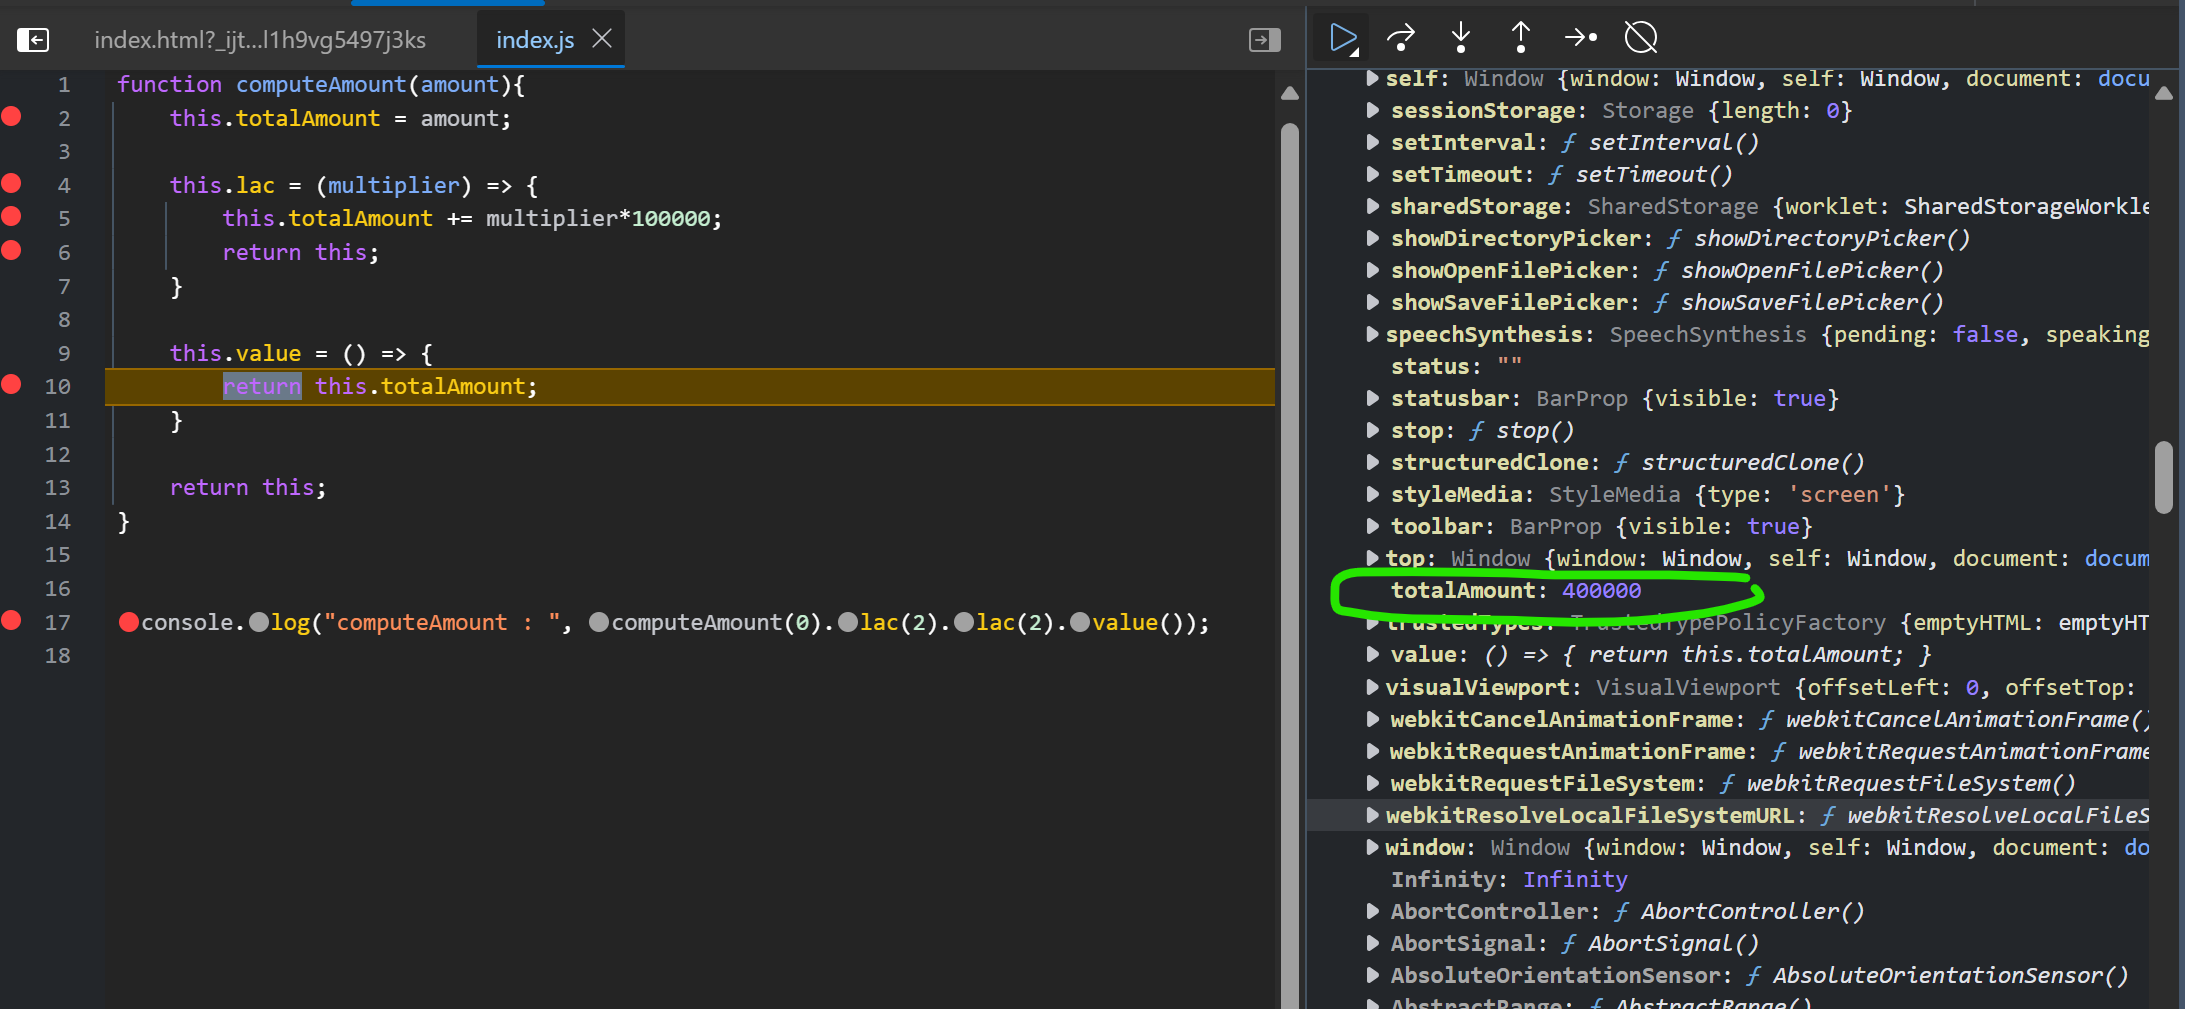 index.html?_ijt...l1h9vg5497j3ks
index.js
1 function computeAmount(amount){
2 this.totalAmount = amount;
3
4 this.lac = (multiplier) => {
5 this.totalAmount += multiplier*100000;
6 return this;
7 }
8
9 this.value = () => {
10 return this.totalAmount;
11 }
12
13 return this;
14 }
15
16
17 console.log("computeAmount : ", computeAmount(0).lac(2).lac(2).value());
18
self: Window {window: Window, self: Window, document: docu
sessionStorage: Storage {length: 0}
setInterval: ƒ setInterval()
setTimeout: ƒ setTimeout()
sharedStorage: SharedStorage {worklet: SharedStorageWorkle
showDirectoryPicker: ƒ showDirectoryPicker()
showOpenFilePicker: ƒ showOpenFilePicker()
showSaveFilePicker: ƒ showSaveFilePicker()
speechSynthesis: SpeechSynthesis {pending: false, speaking
status: ""
statusbar: BarProp {visible: true}
stop: ƒ stop()
structuredClone: ƒ structuredClone()
styleMedia: StyleMedia {type: 'screen'}
toolbar: BarProp {visible: true}
top: Window {window: Window, self: Window, document: docum
totalAmount: 400000
trustedTypes: TrustedTypePolicyFactory {emptyHTML: emptyHT
value: () => { return this.totalAmount; }
visualViewport: VisualViewport {offsetLeft: 0, offsetTop:
webkitCancelAnimationFrame: ƒ webkitCancelAnimationFrame()
webkitRequestAnimationFrame: ƒ webkitRequestAnimationFrame
webkitRequestFileSystem: ƒ webkitRequestFileSystem()
webkitResolveLocalFileSystemURL: ƒ webkitResolveLocalFileS
window: Window {window: Window, self: Window, document: do
Infinity: Infinity
AbortController: ƒ AbortController()
AbortSignal: ƒ AbortSignal()
AbsoluteOrientationSensor: ƒ AbsoluteOrientationSensor()
AbstractRange: ƒ AbstractRange()